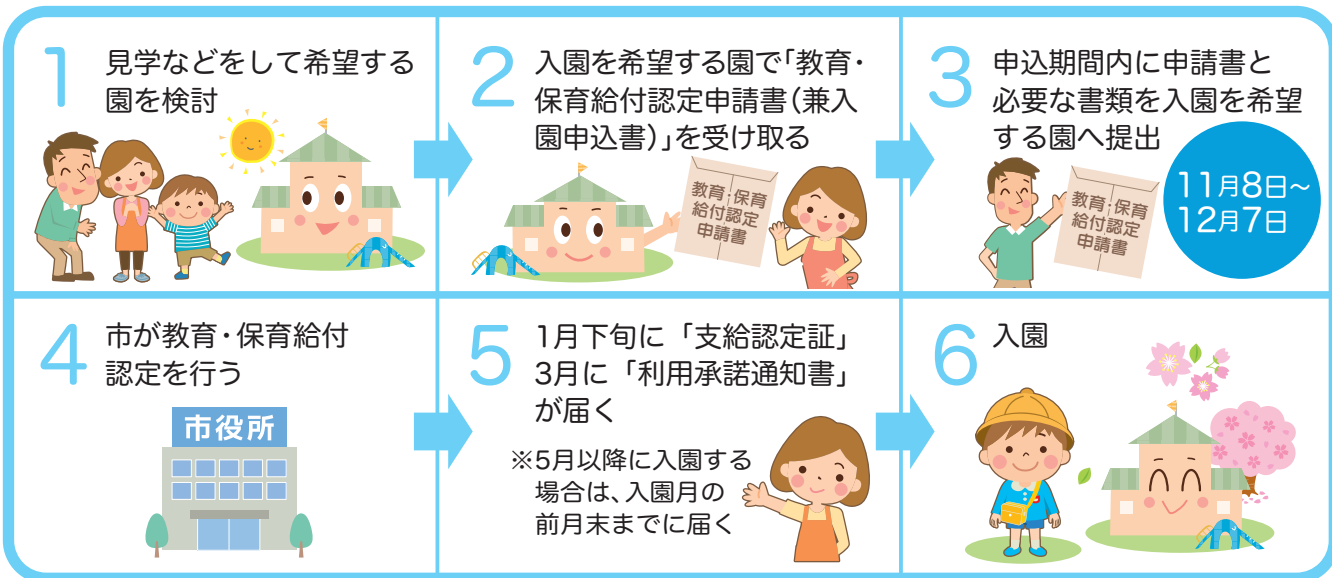 1
見学などをして希望する
園を検討
2
入園を希望する園で「教育・
保育給付認定申請書(兼入
園申込書)」を受け取る
教育・保育
給付認定
申請書
3
申込期間内に申請書と
必要な書類を入園を希望
する園へ提出
教育・保育
給付認定
申請書
11月8日〜
12月7日
4
市が教育・保育給付
認定を行う
市役所
5
1月下旬に「支給認定証」
3月に「利用承諾通知書」
が届く
※5月以降に入園する
場合は、入園月の
前月末までに届く
6
入園